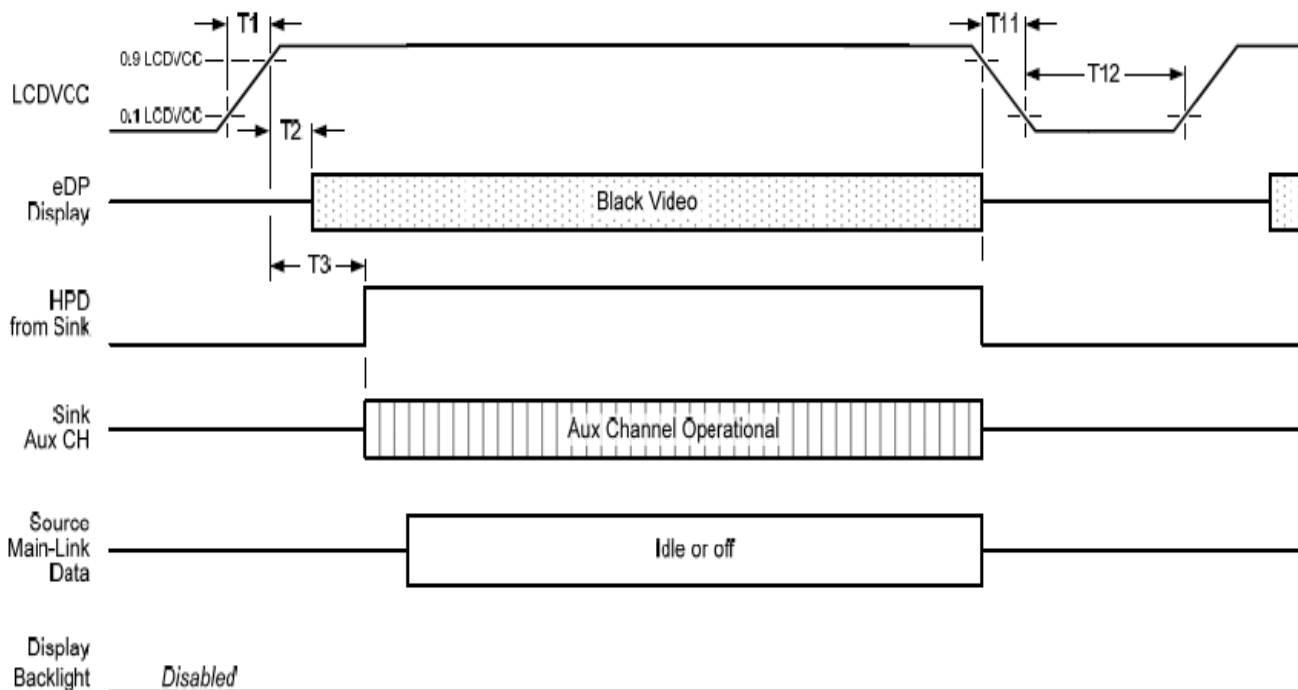 T1
T11
0.9 LCDVCC
T12
LCDVCC
0.1 LCDVCC
T2
eDP
Display
Black Video
T3
HPD
from Sink
Sink
Aux CH
Aux Channel Operational
Source
Main-Link
Data
Idle or off
Display
Backlight
Disabled